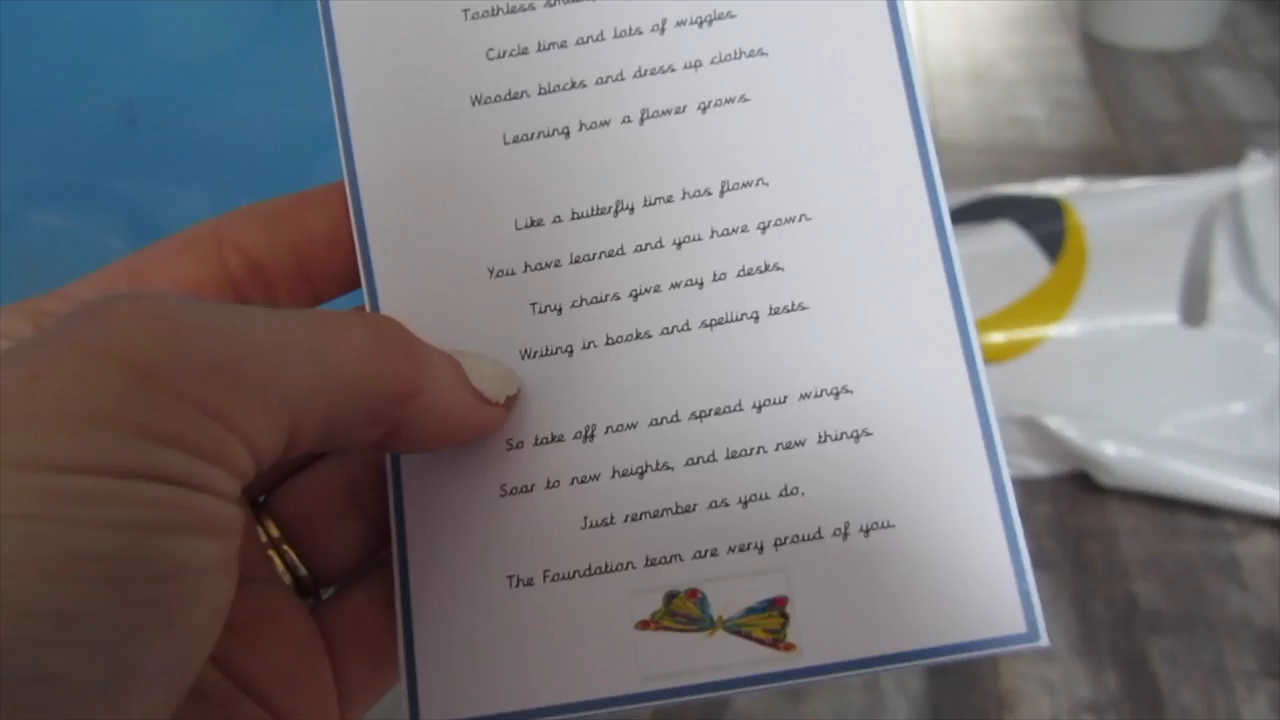 Toothless
Circle time and lots of wiggles
Wooden blocks and dress up clothes,
Learning how a flower grows
Like a butterfly time has flown,
You have learned and you have grown
Tiny chairs give way to desks,
Writing in books and spelling tests
So take off now and spread your wings,
Soar to new heights, and learn new things
Just remember as you do,
The Foundation team are very proud of you